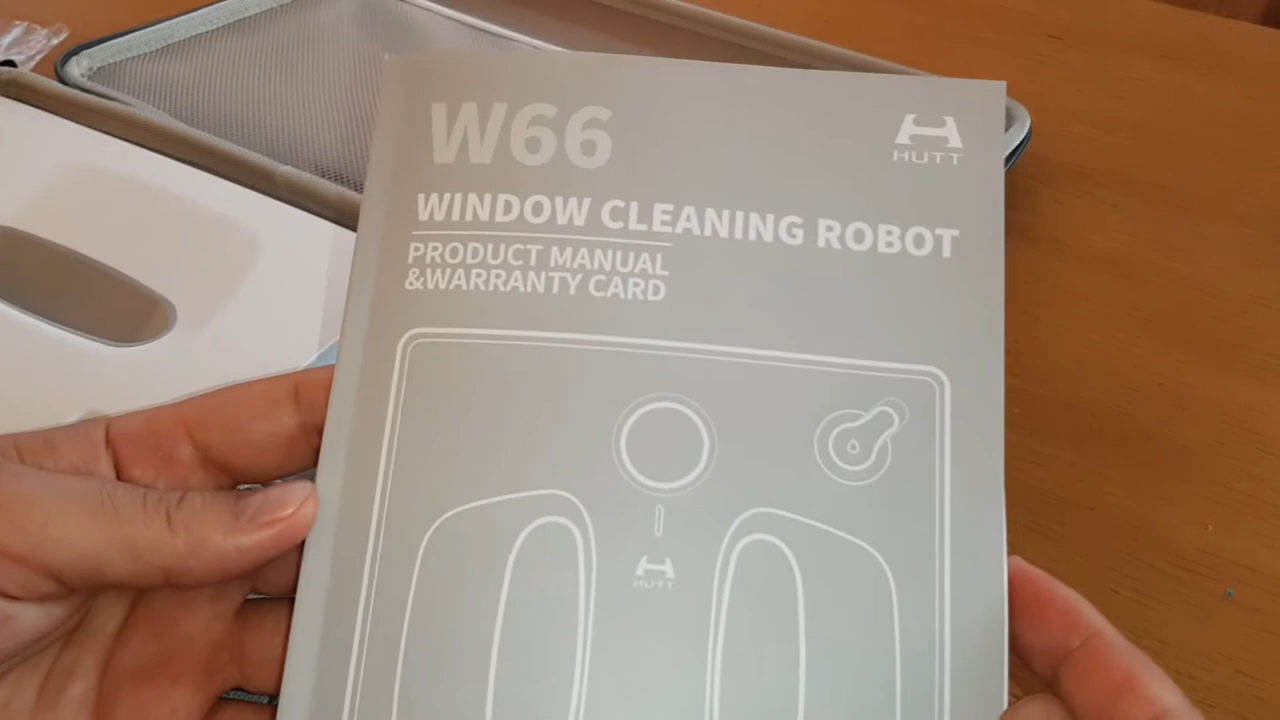 W66
HUTT
WINDOW CLEANING ROBOT
PRODUCT MANUAL
&WARRANTY CARD
HUTT